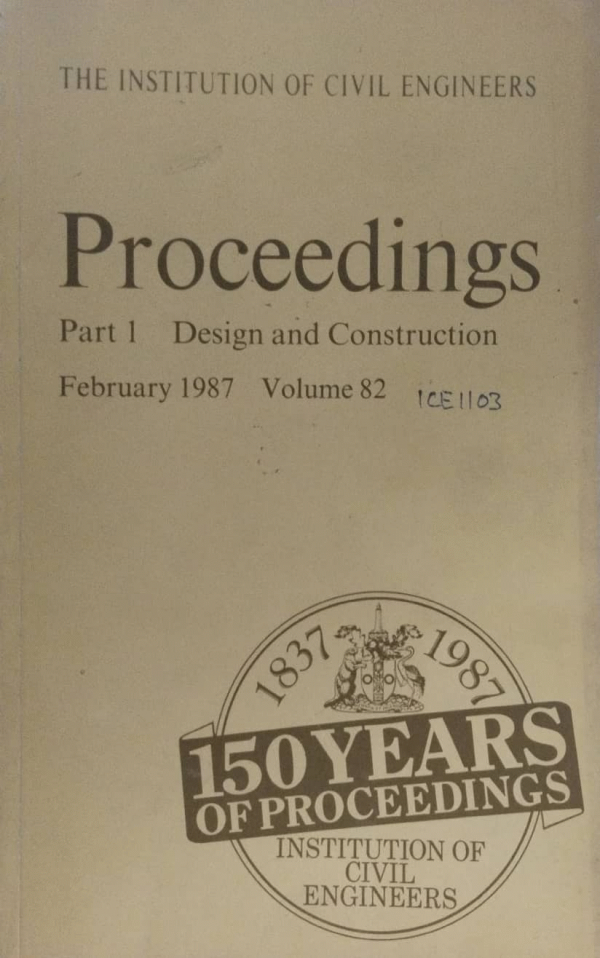 THE INSTITUTION OF CIVIL ENGINEERS
Proceedings
Part 1 Design and Construction
February 1987 Volume 82 ICE1103
1837 1987
150 YEARS
OF PROCEEDINGS
INSTITUTION OF
CIVIL
ENGINEERS